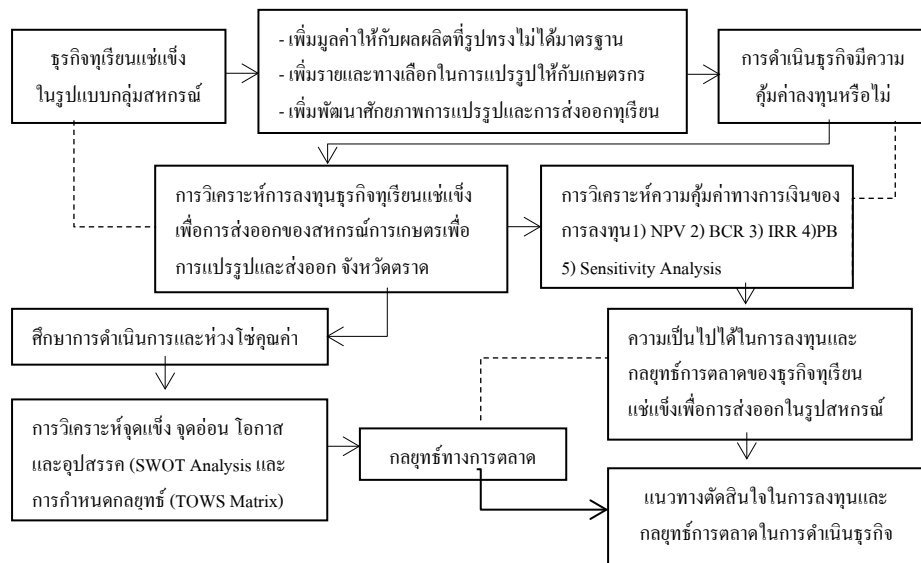 ธุรกิจทุเรียนแช่แข็ง
ในรูปแบบกลุ่มสหกรณ์
- เพิ่มมูลค่าให้กับผลผลิตที่รูปทรงไม่ได้มาตรฐาน
- เพิ่มรายและทางเลือกในการแปรรูปให้กับเกษตรกร
- เพิ่มพัฒนาศักยภาพการแปรรูปและการส่งออกทุเรียน
การดำเนินธุรกิจมีความ
คุ้มค่าลงทุนหรือไม่
การวิเคราะห์การลงทุนธุรกิจทุเรียนแช่แข็ง
เพื่อการส่งออกของสหกรณ์การเกษตรเพื่อ
การแปรรูปและส่งออก จังหวัดตราด
การวิเคราะห์ความคุ้มค่าทางการเงินของ
การลงทุน1) NPV 2) BCR 3) IRR 4)PB
5) Sensitivity Analysis
ศึกษาการดำเนินการและห่วงโซ่คุณค่า
ความเป็นไปได้ในการลงทุนและ
กลยุทธ์การตลาดของธุรกิจทุเรียน
แช่แข็งเพื่อการส่งออกในรูปสหกรณ์
การวิเคราะห์จุดแข็ง จุดอ่อน โอกาส
และอุปสรรค (SWOT Analysis และ
การกำหนดกลยุทธ์ (TOWS Matrix)
กลยุทธ์ทางการตลาด
แนวทางตัดสินใจในการลงทุนและ
กลยุทธ์การตลาดในการดำเนินธุรกิจ